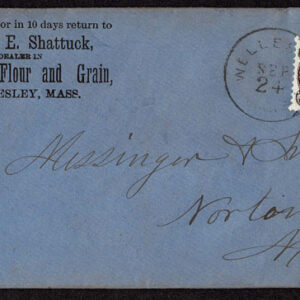 or in 10 days return to
E. Shattuck,
DEALER IN
Flour and Grain,
ESLEY, MASS.
WELLES
SEP
24
Messinger &
Norton